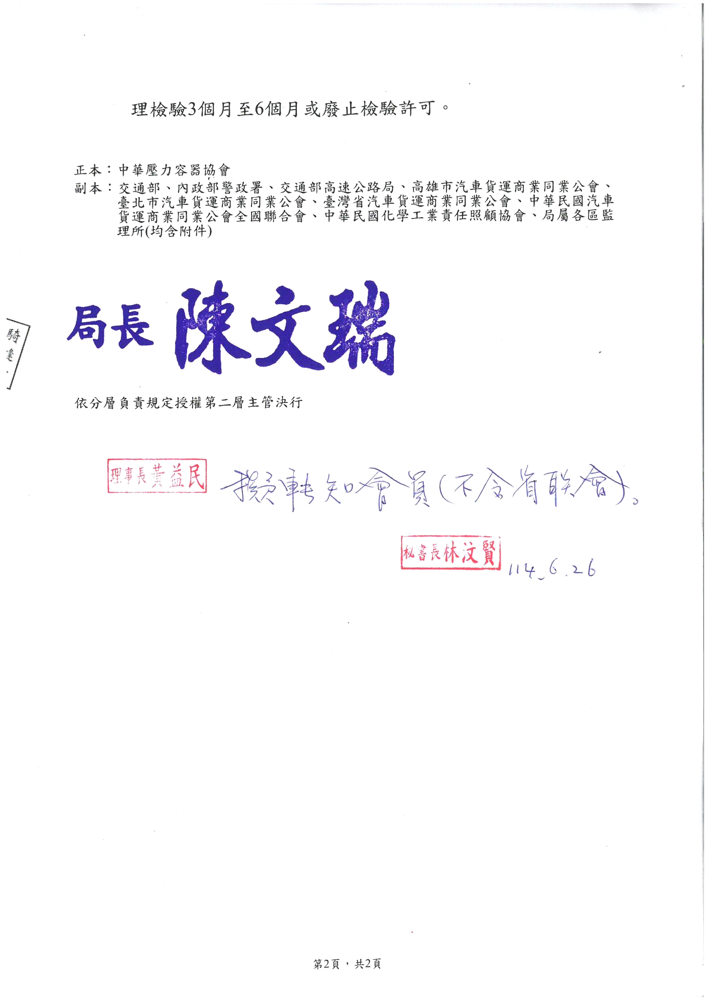 理檢驗3個月至6個月或廢止檢驗許可。
正本：中華壓力容器協會
副本：交通部、內政部警政署、交通部高速公路局、高雄市汽車貨運商業同業公會、
臺北市汽車貨運商業同業公會、臺灣省汽車貨運商業同業公會、中華民國汽車
貨運商業同業公會全國聯合會、中華民國化學工業責任照顧協會、局屬各區監
理所(均含附件)
局長 陳文瑞
騎
依分層負責規定授權第二層主管決行
理事長黃益民
擬轉知會員(不含省联會)。
秘書長林汶賢
114.6.26
第2頁，共2頁